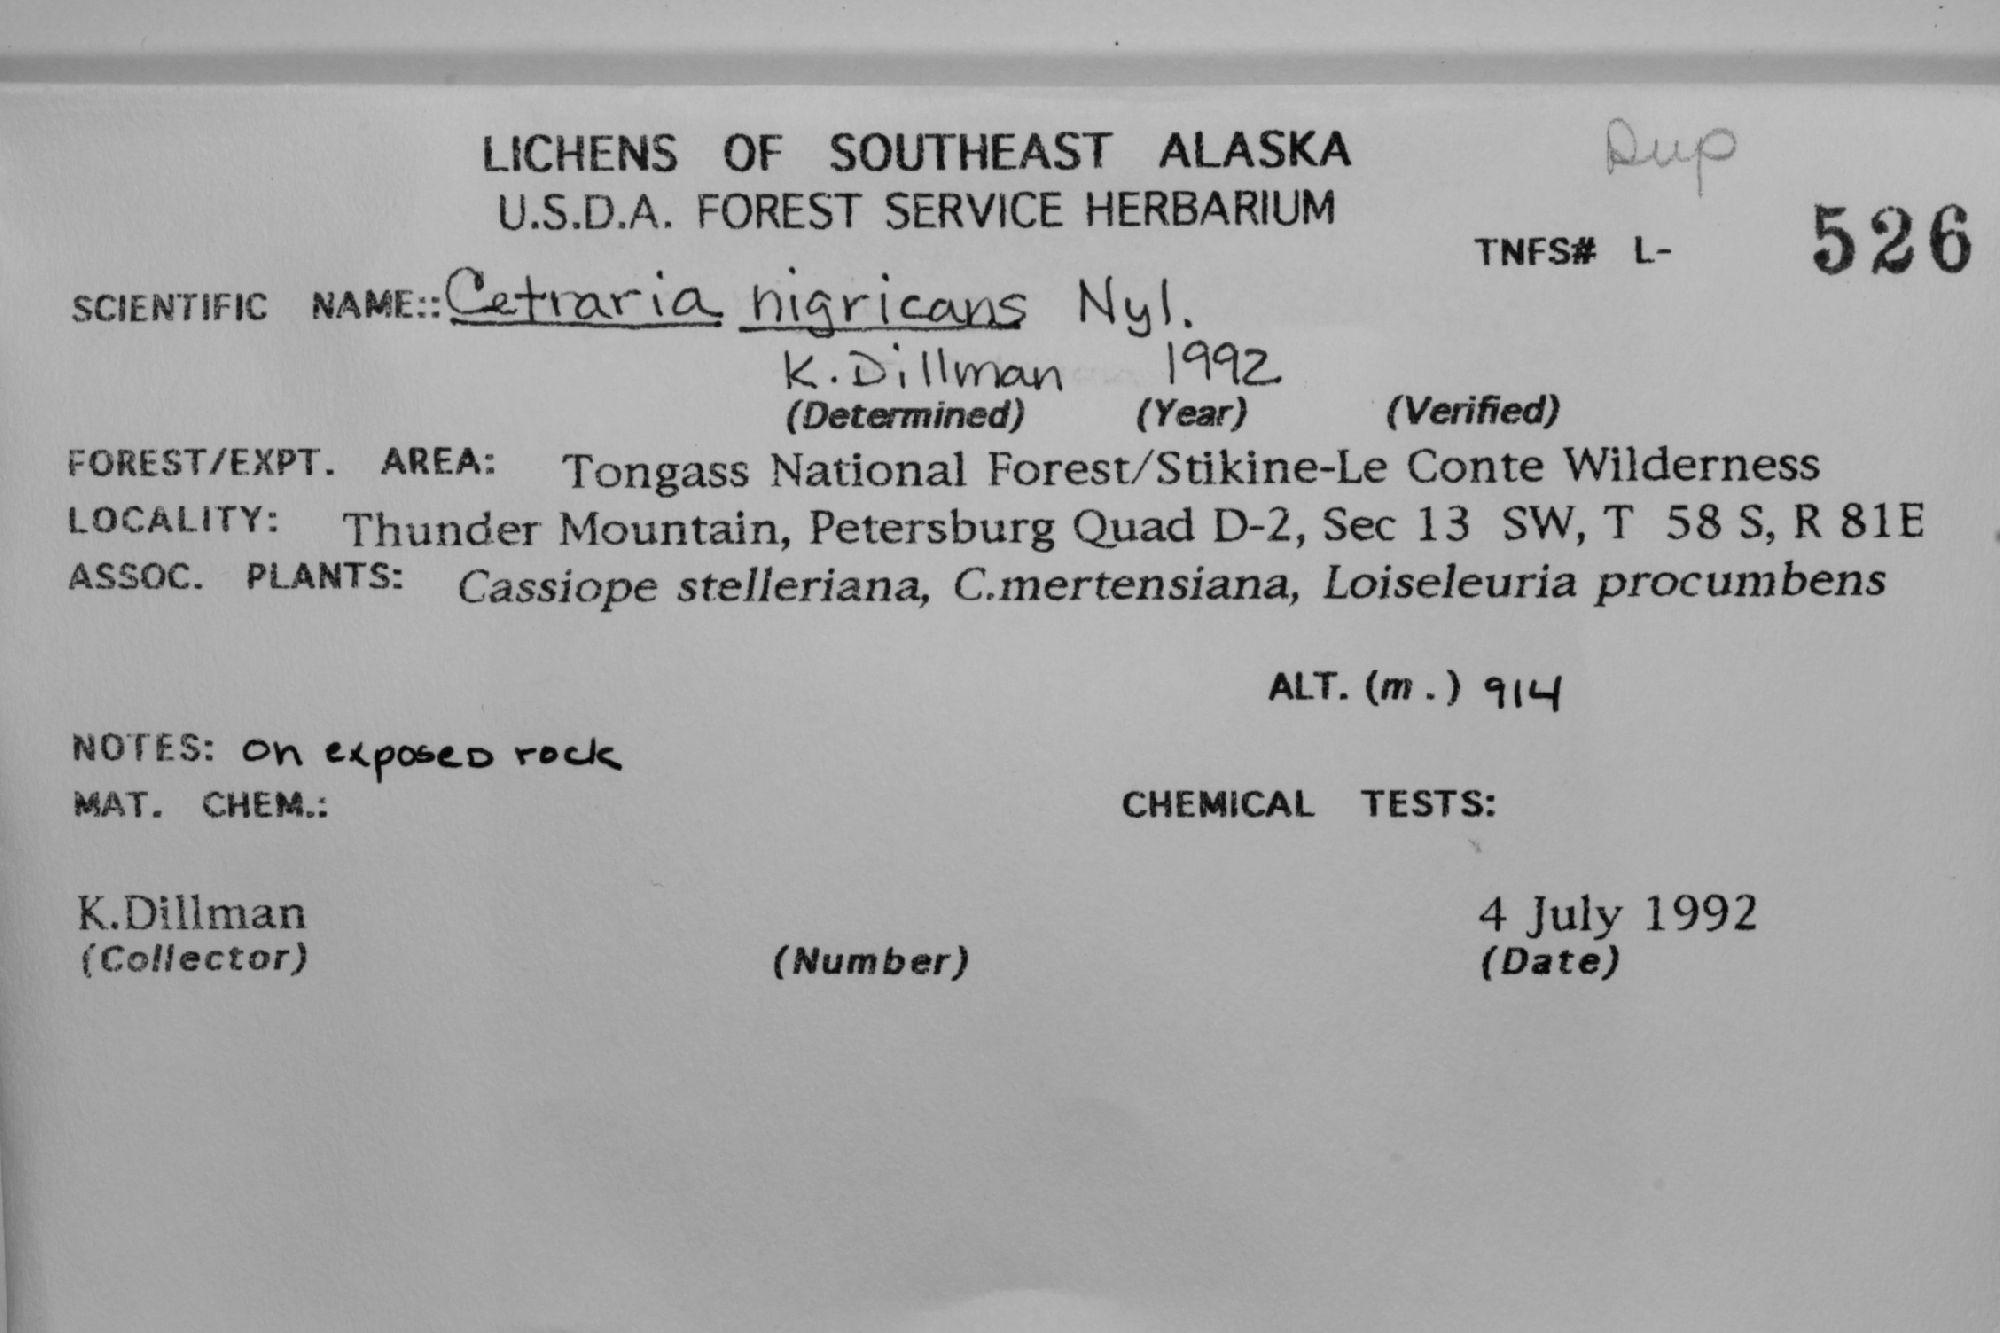 LICHENS OF SOUTHEAST ALASKA
Dup
U.S.D.A. FOREST SERVICE HERBARIUM
TNFS# L- 526
SCIENTIFIC NAME:: Cetraria nigricans Nyl.
K. Dillman 1992
(Determined) (Year) (Verified)
FOREST/EXPT. AREA: Tongass National Forest/Stikine-Le Conte Wilderness
LOCALITY: Thunder Mountain, Petersburg Quad D-2, Sec 13 SW, T 58 S, R 81E
ASSOC. PLANTS: Cassiope stelleriana, C.mertensiana, Loiseleuria procumbens
ALT. (m.) 914
NOTES: on exposed rock
MAT. CHEM.: CHEMICAL TESTS:
K.Dillman 4 July 1992
(Collector) (Number) (Date)